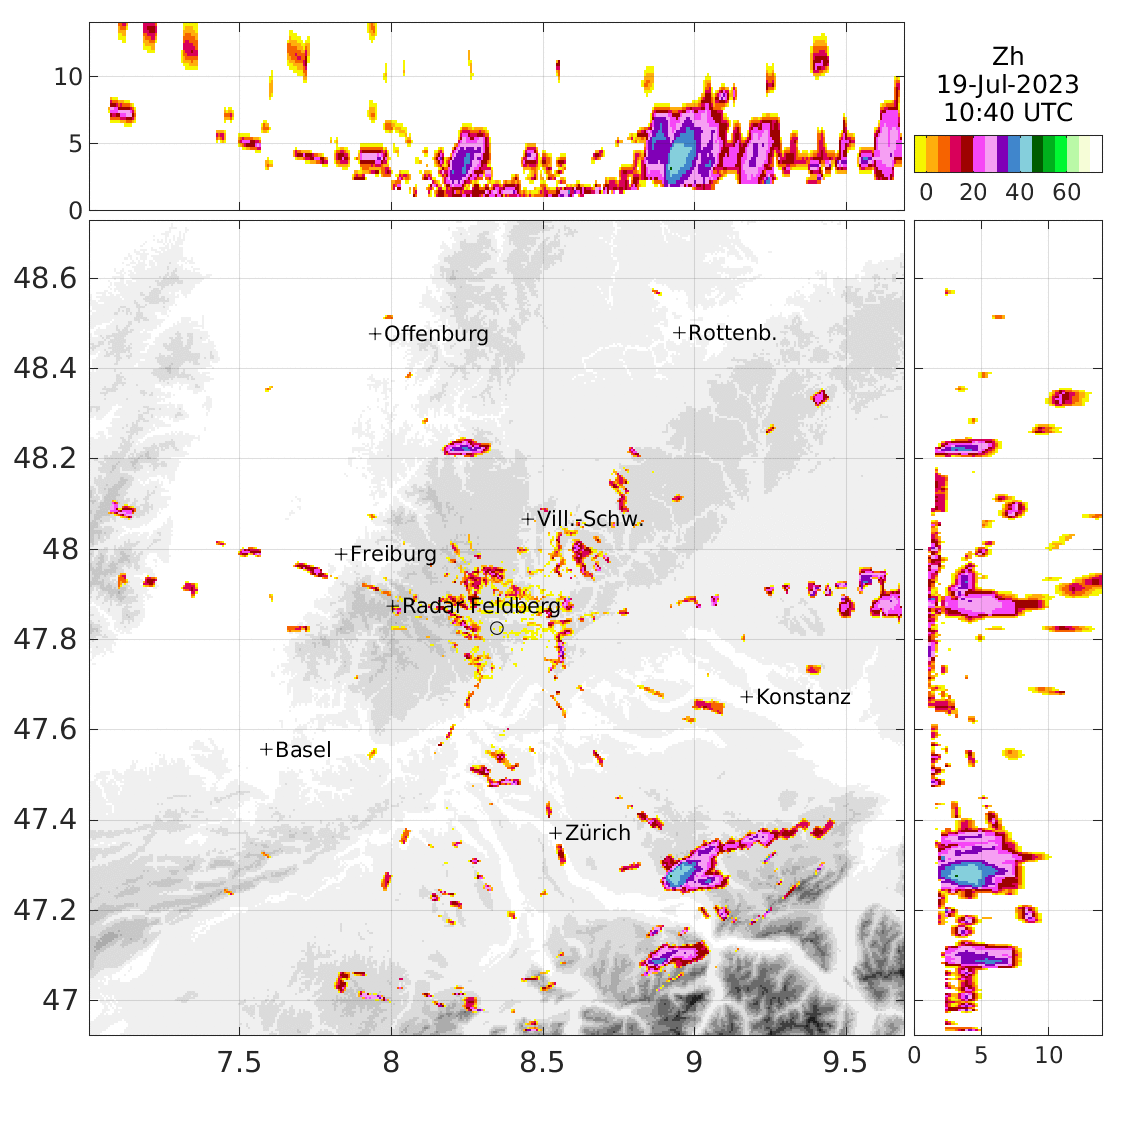 10
5
0
Zh
19-Jul-2023
10:40 UTC
0 20 40 60
48.6
48.4
48.2
48
47.8
47.6
47.4
47.2
47
+Offenburg
+Rottenb.
+Vill.-Schw.
+Freiburg
+Radar Feldberg
+Konstanz
+Basel
+Zürich
7.5 8 8.5 9 9.5
0 5 10